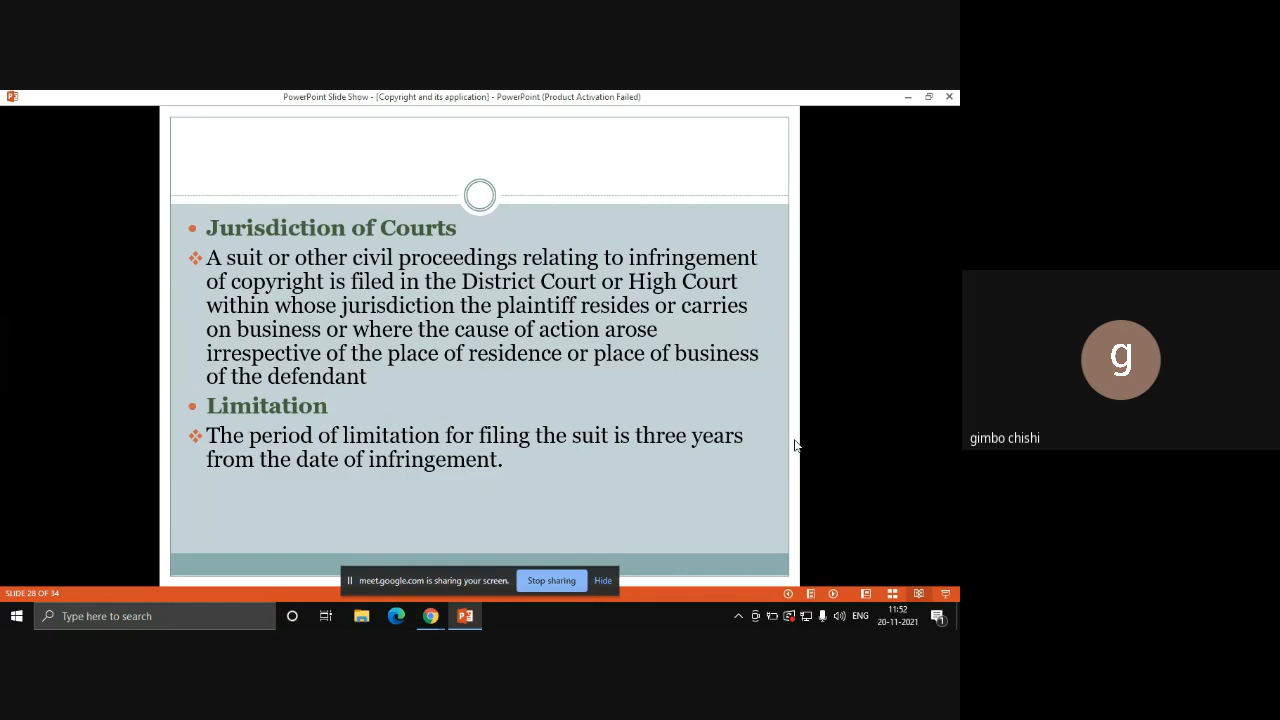 PowerPoint Slide Show - [Copyright and its application] - PowerPoint (Product Activation Failed)
Jurisdiction of Courts
A suit or other civil proceedings relating to infringement
of copyright is filed in the District Court or High Court
within whose jurisdiction the plaintiff resides or carries
on business or where the cause of action arose
irrespective of the place of residence or place of business
of the defendant
Limitation
The period of limitation for filing the suit is three years
from the date of infringement.
g
gimbo chishi
meet.google.com is sharing your screen.
Stop sharing
Hide
SLIDE 28 OF 34
Type here to search
ENG
11:52
20-11-2021
1